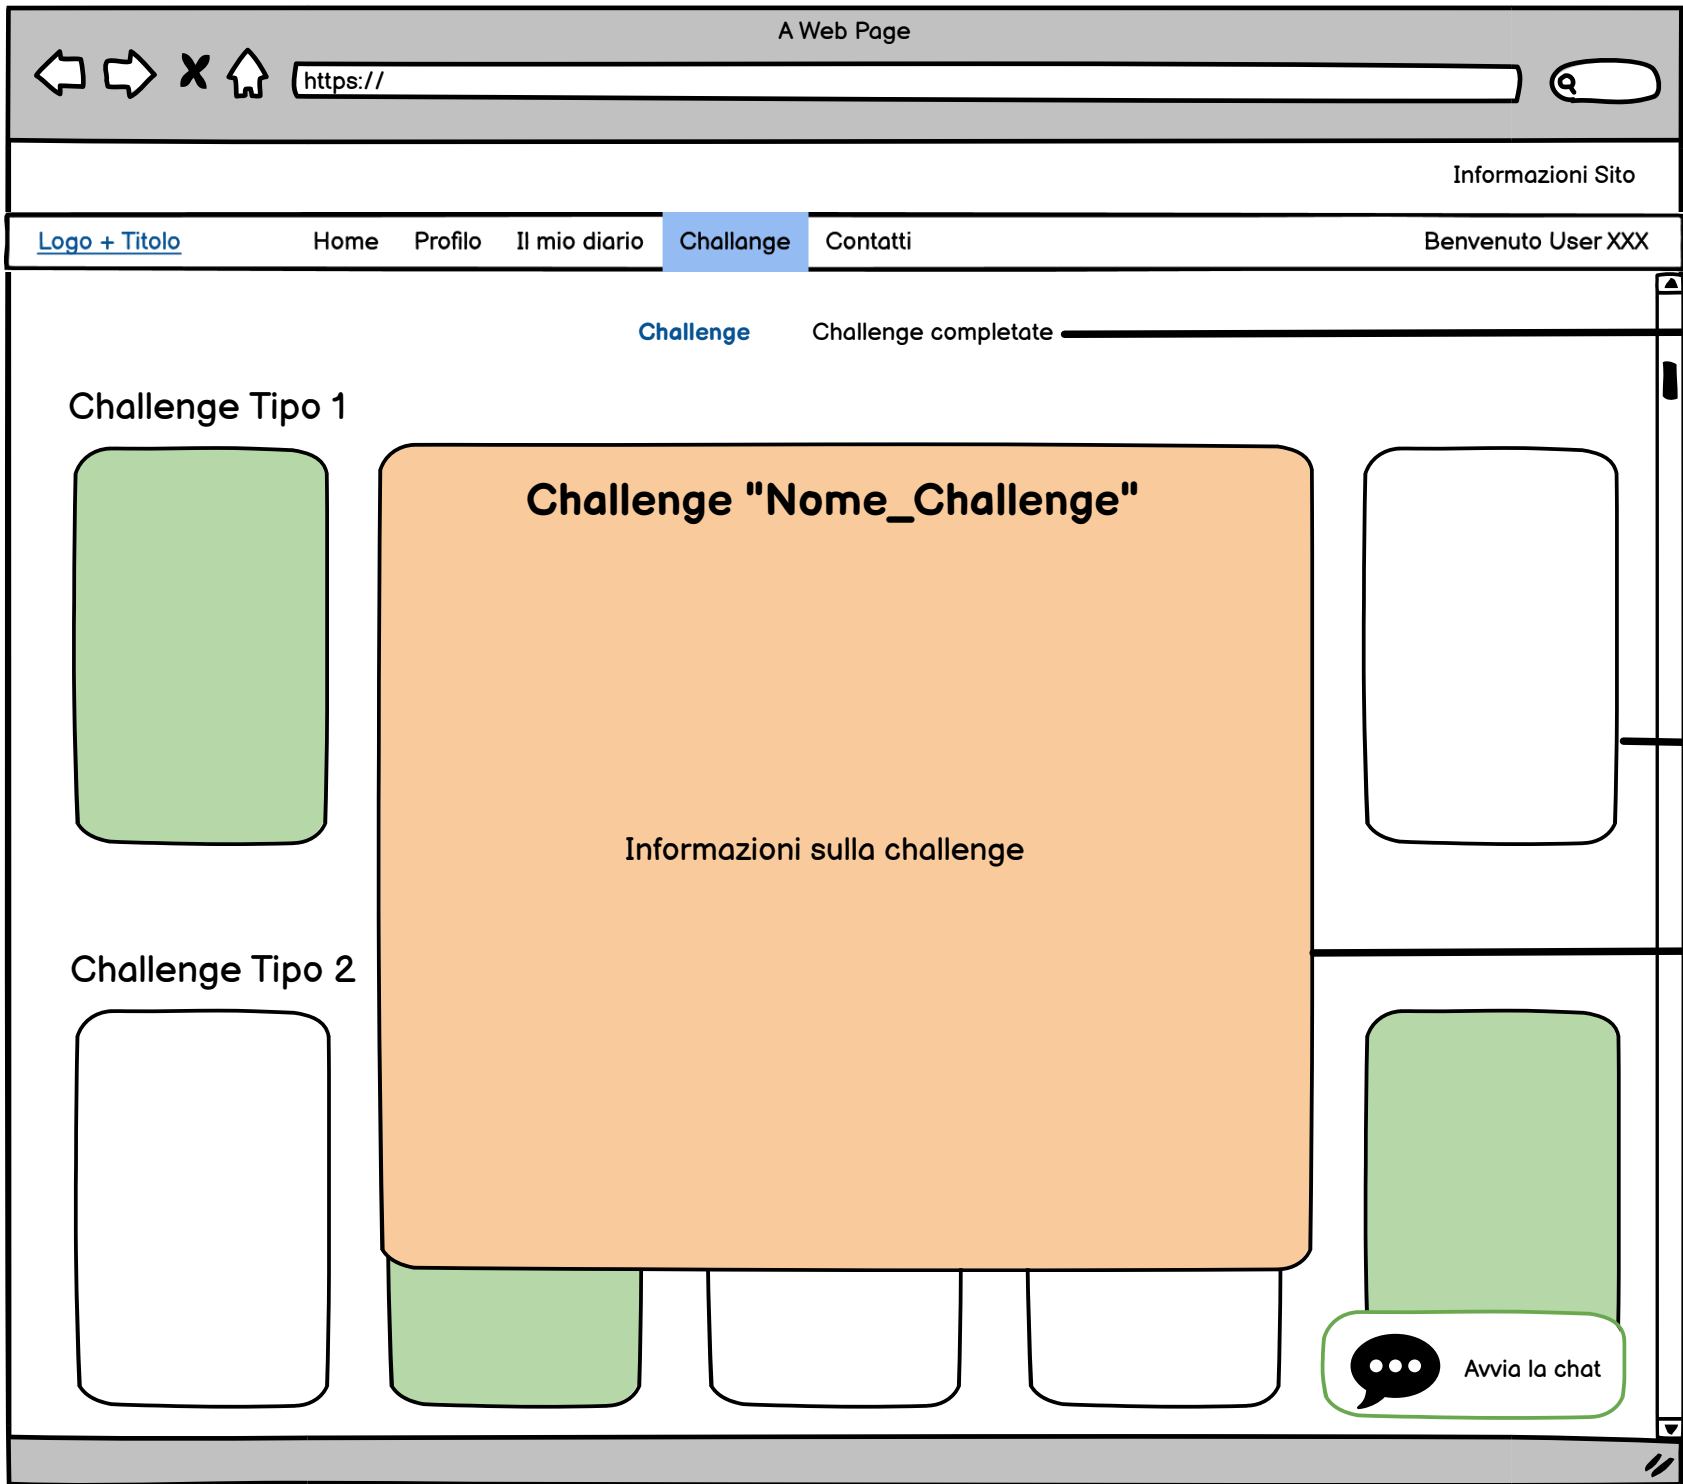 A Web Page
https://
Informazioni Sito
Logo + Titolo Home Profilo Il mio diario Challange Contatti Benvenuto User XXX
Challenge Challenge completate
Challenge Tipo 1
Challenge "Nome_Challenge"
Informazioni sulla challenge
Challenge Tipo 2
Avvia la chat